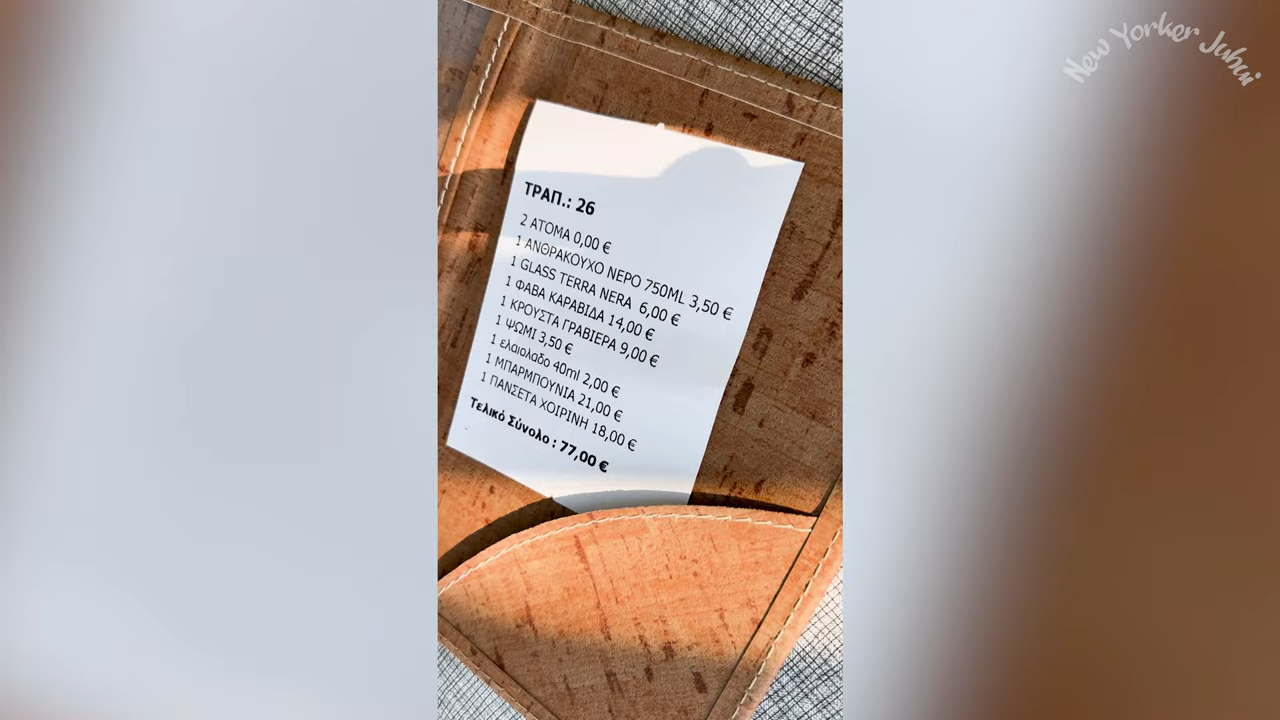 New Yorker Juhui
ΤΡΑΠ.: 26
2 ΑΤΟΜΑ 0,00 €
1 ΑΝΘΡΑΚΟΥΧΟ ΝΕΡΟ 750ML 3,50 €
1 GLASS TERRA NERA 6,00 €
1 ΦΑΒΑ ΚΑΡΑΒΙΔΑ 14,00 €
1 ΚΡΟΥΣΤΑ ΓΡΑΒΙΕΡΑ 9,00 €
1 ΨΩΜΙ 3,50 €
1 ελαιολαδο 40ml 2,00 €
1 ΜΠΑΡΜΠΟΥΝΙΑ 21,00 €
1 ΠΑΝΣΕΤΑ ΧΟΙΡΙΝΗ 18,00 €
Τελικό Σύνολο : 77,00 €